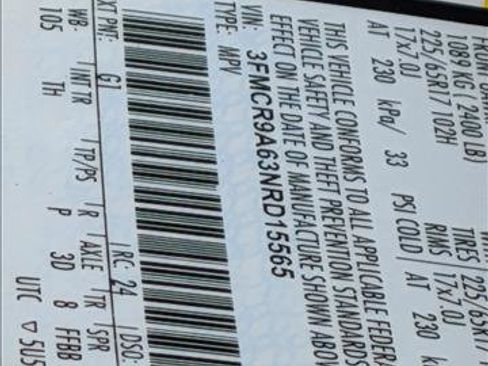 1089 KG ( 2400 LB)
225/65R17 102H TIRES 225/65R17
17x7.0J RIMS 17x7.0J
AT 230 kPa/ 33 PSI COLD AT 230
THIS VEHICLE CONFORMS TO ALL APPLICABLE
VEHICLE SAFETY AND THEFT PREVENTION STANDARDS
EFFECT ON THE DATE OF MANUFACTURE SHOWN
VIN: 3FMCR9A63NRD15565
TYPE: MPV
XT PNT: G1 RC: 24 DSO:
WB INT TR TP/PS R AXLE TR SPR
105 TH P 3D 8 FFBB
UTC ▽ 5U5